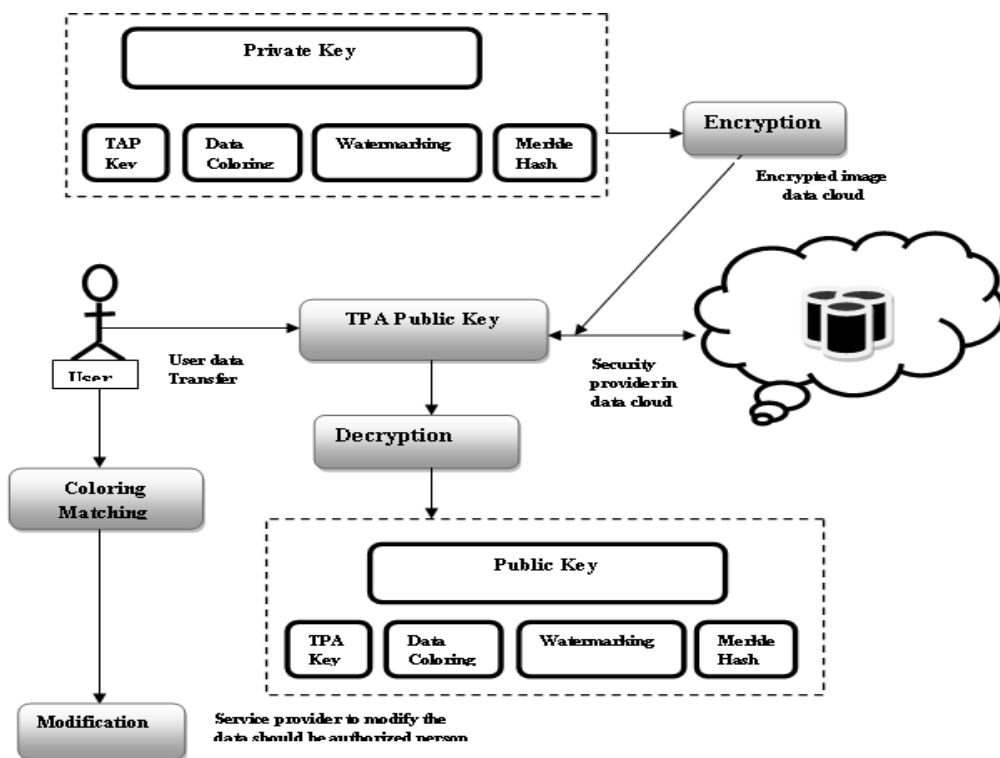 Private Key
TAP
Key
Data
Coloring
Watermarking
Merkle
Hash
Encryption
Encrypted image
data cloud
TPA Public Key
User data
Transfer
User
Security
provider in
data cloud
Decryption
Coloring
Matching
Public Key
TPA
Key
Data
Coloring
Watermarking
Merkle
Hash
Modification
Service provider to modify the
data should be authorized person